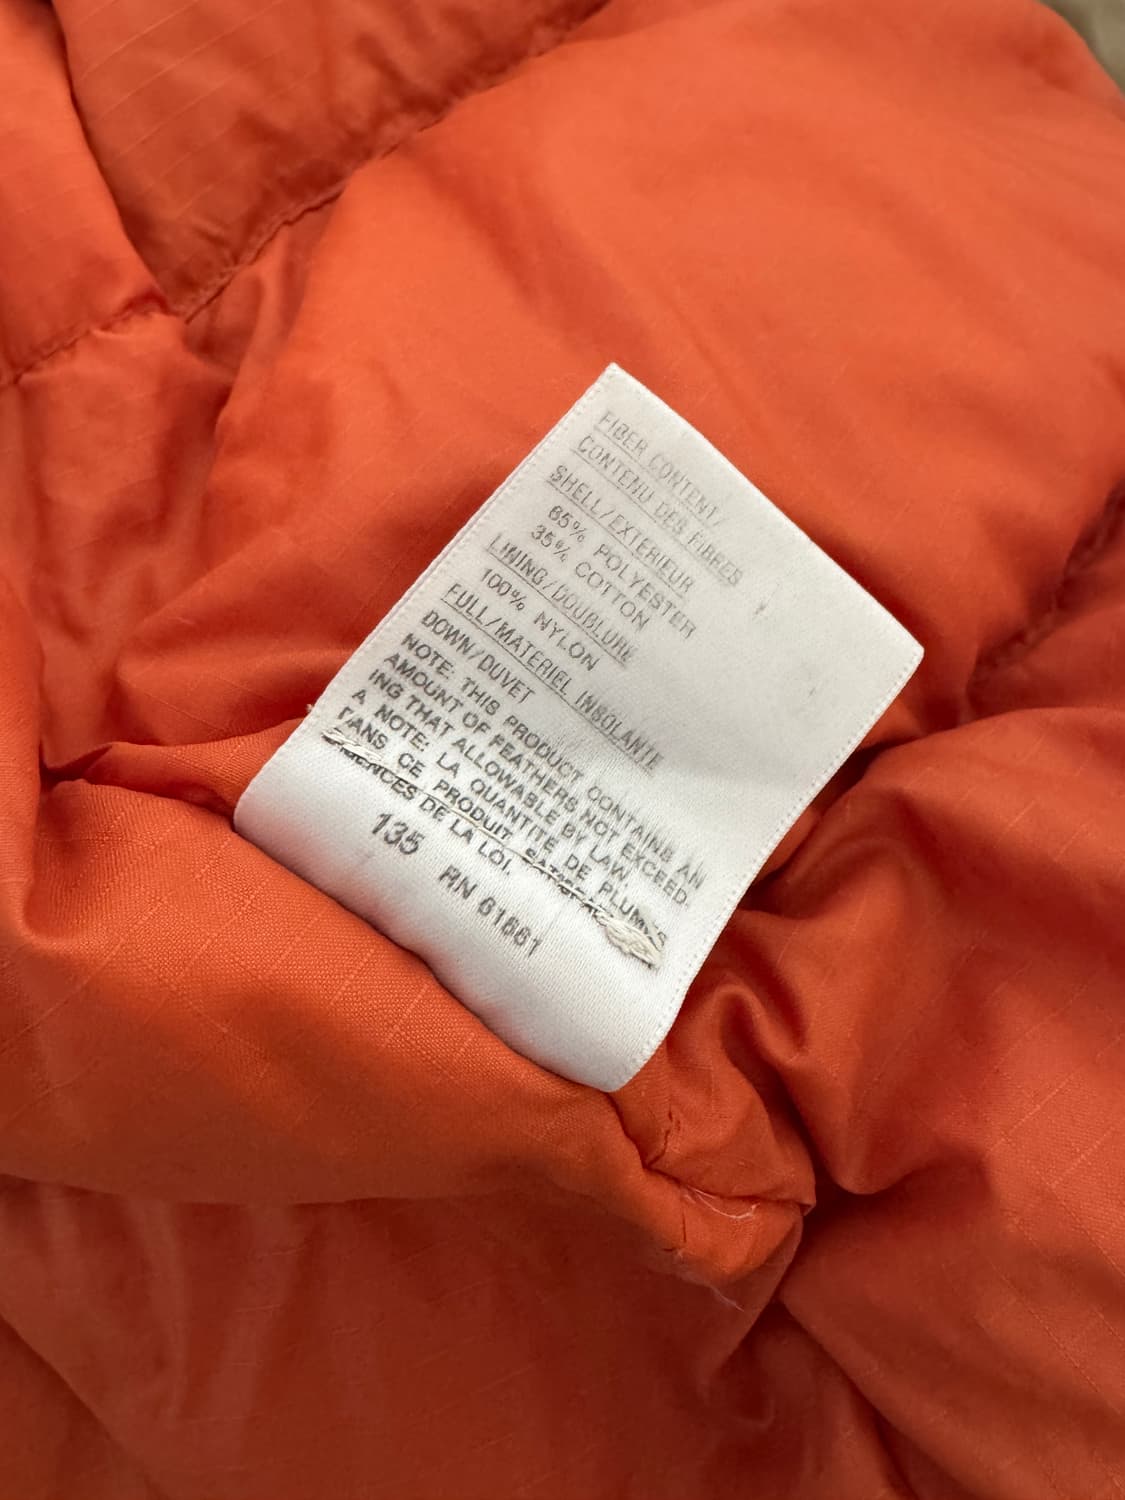 FIBER CONTENT/
CONTENU DES FIBRES
SHELL/EXTERIEUR
65% POLYESTER
35% COTTON
LINING/DOUBLURE
100% NYLON
FULL/MATERIEL INSOLANTE
DOWN/DUVET
NOTE: THIS PRODUCT CONTAINS AN
AMOUNT OF FEATHERS NOT EXCEED-
ING THAT ALLOWABLE BY LAW.
A NOTE: LA QUANTITE DE PLUMES
DANS CE PRODUIT
DE LA LOI.
135 RN 61661